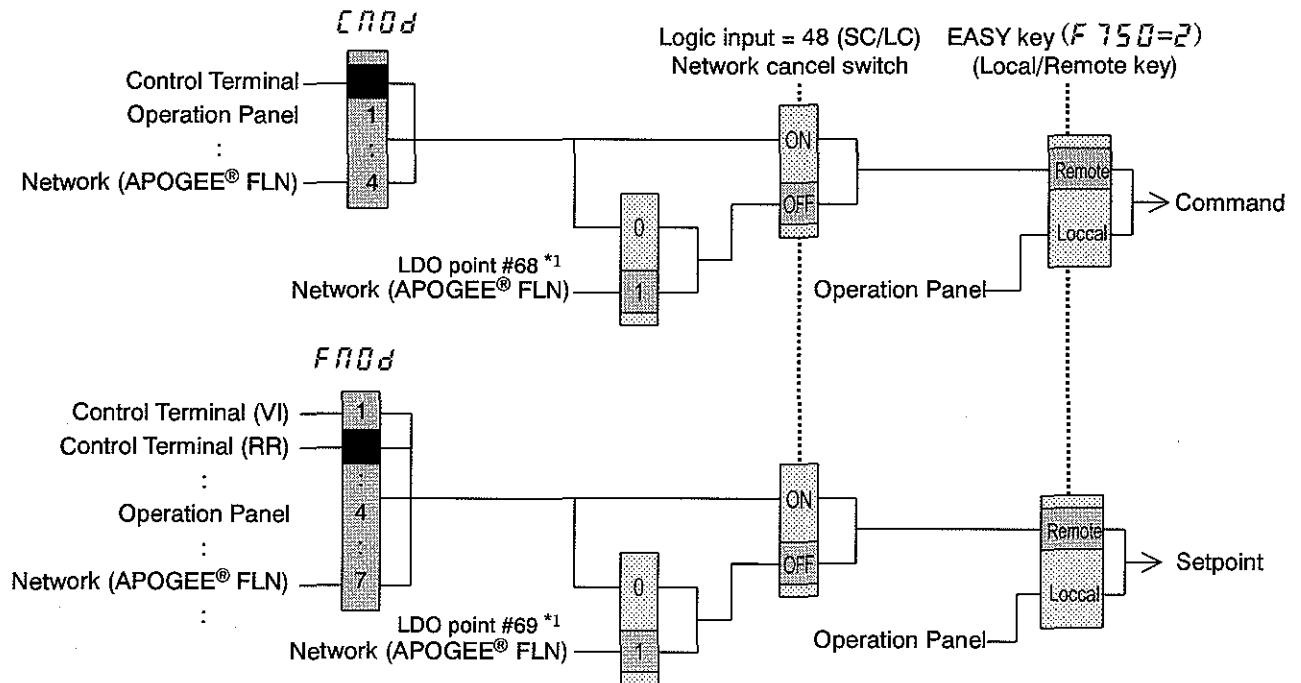 CMOd
Logic input = 48 (SC/LC)
Network cancel switch
EASY key (F750=2)
(Local/Remote key)
Control Terminal
Operation Panel
1
:
:
Network (APOGEE® FLN)
4
ON
OFF
0
LDO point #68 *1
Network (APOGEE® FLN)
1
Remote
Loccal
Command
Operation Panel
FMOd
Control Terminal (VI)
1
Control Terminal (RR)
:
:
Operation Panel
4
:
:
Network (APOGEE® FLN)
7
:
ON
OFF
0
LDO point #69 *1
Network (APOGEE® FLN)
1
Remote
Loccal
Setpoint
Operation Panel